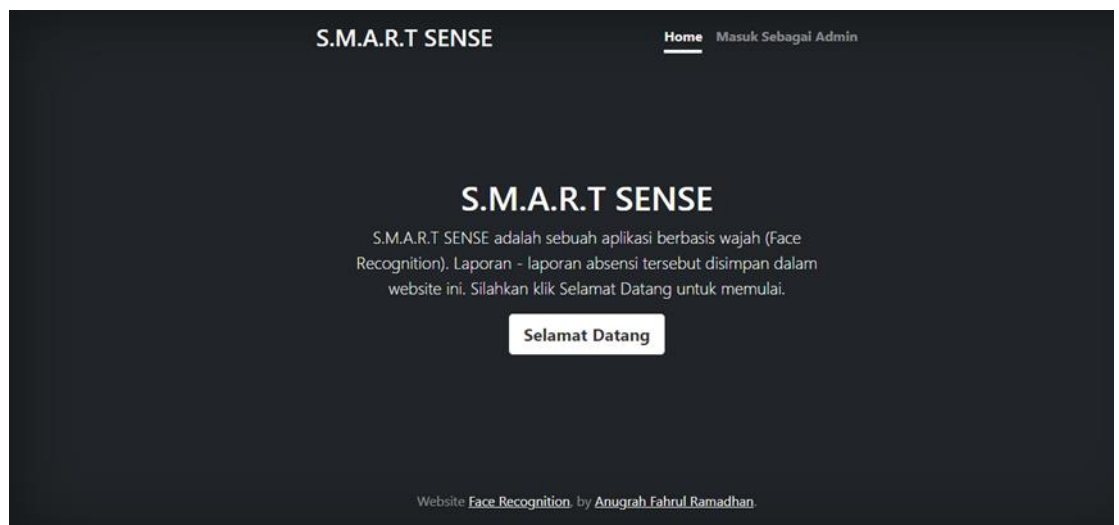 S.M.A.R.T SENSE
Home Masuk Sebagai Admin
S.M.A.R.T SENSE
S.M.A.R.T SENSE adalah sebuah aplikasi berbasis wajah (Face
Recognition). Laporan - laporan absensi tersebut disimpan dalam
website ini. Silahkan klik Selamat Datang untuk memulai.
Selamat Datang
Website Face Recognition, by Anugrah Fahrul Ramadhan.